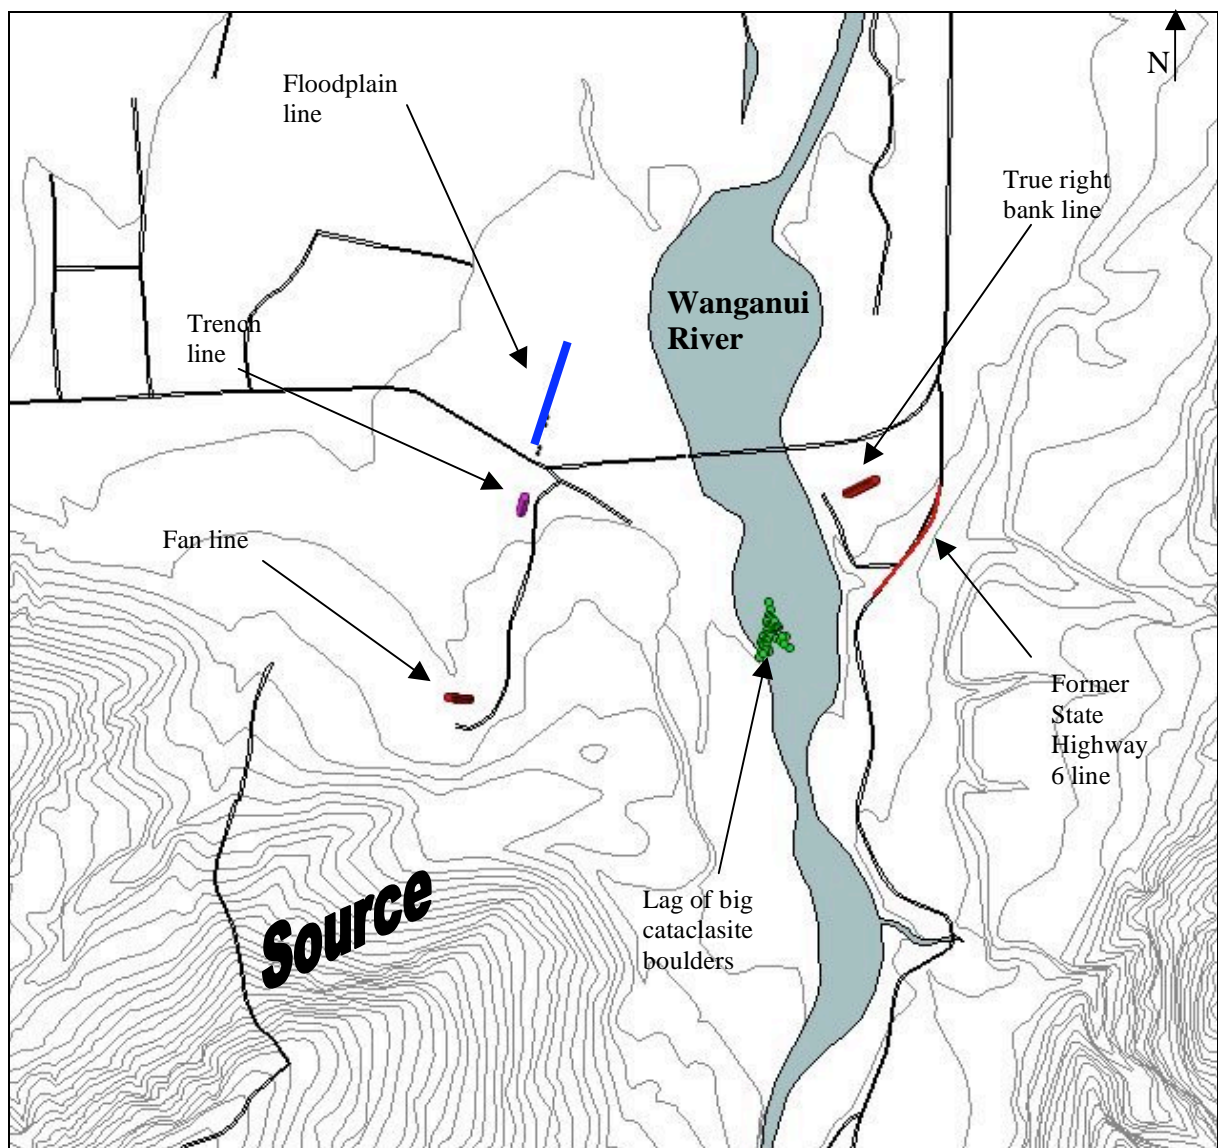 N
Floodplain
line
True right
bank line
Wanganui
River
Trench
line
Fan line
Former
State
Highway
6 line
Source
Lag of big
cataclasite
boulders